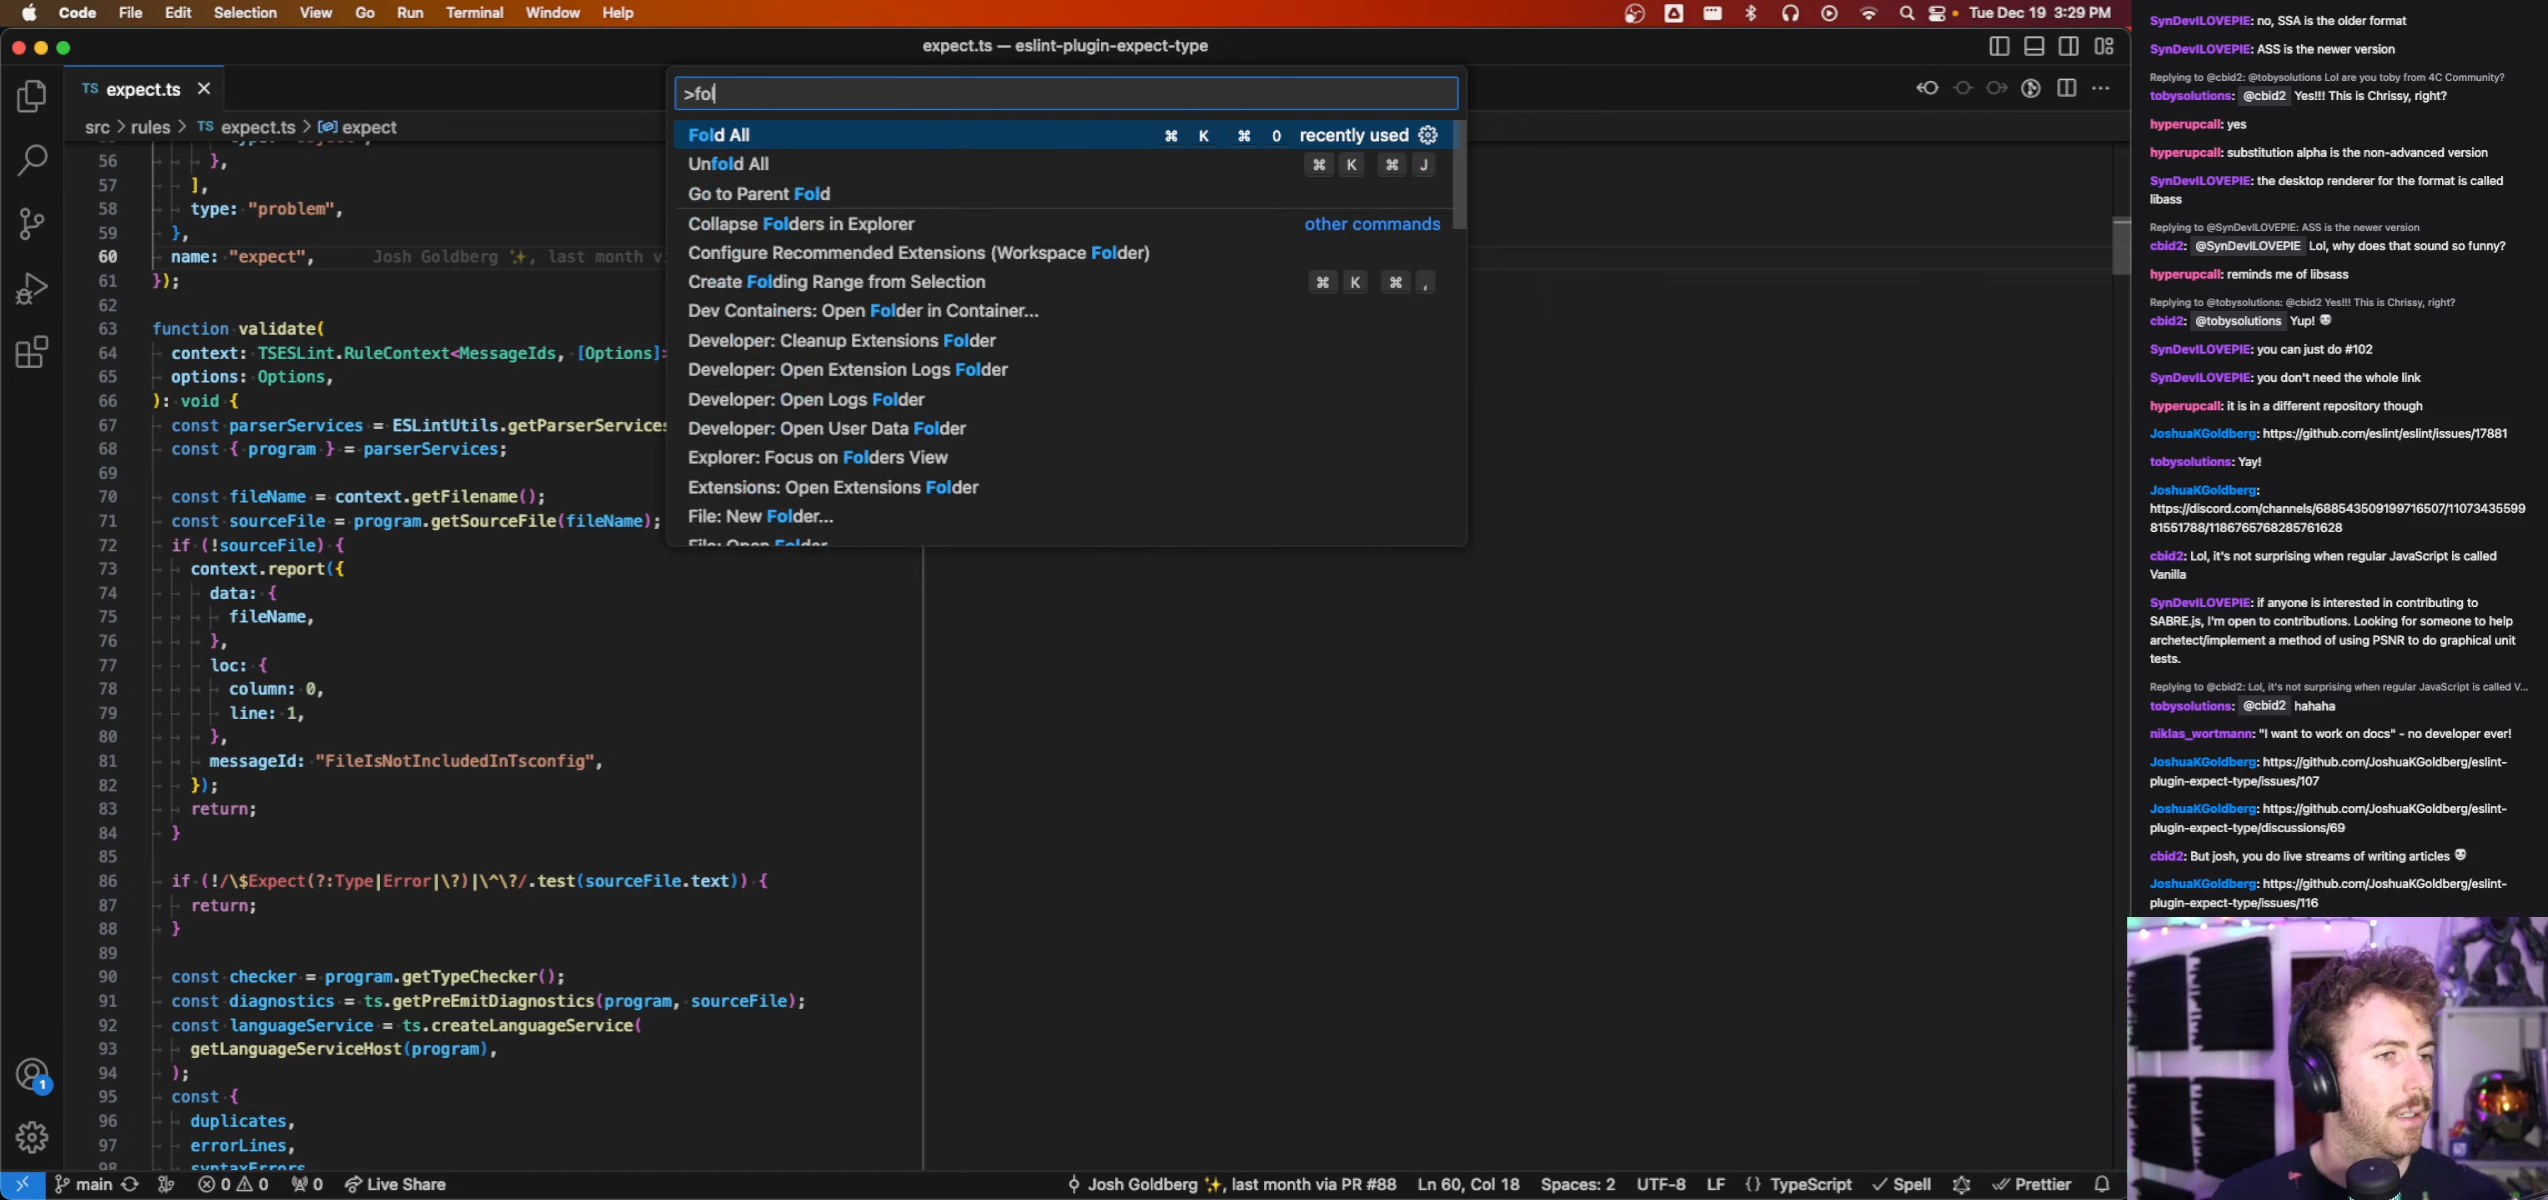 Code File Edit Selection View Go Run Terminal Window Help
Tue Dec 19 3:29 PM
expect.ts — eslint-plugin-expect-type
TS expect.ts
src > rules > TS expect.ts > expect
56 },
57 ],
58 type: "problem",
59 },
60 name: "expect", Josh Goldberg ✨, last month v
61 });
62
63 function validate(
64 context: TSESLint.RuleContext<MessageIds, [Options]>
65 options: Options,
66 ): void {
67 const parserServices = ESLintUtils.getParserServices
68 const { program } = parserServices;
69
70 const fileName = context.getFilename();
71 const sourceFile = program.getSourceFile(fileName);
72 if (!sourceFile) {
73 context.report({
74 data: {
75 fileName,
76 },
77 loc: {
78 column: 0,
79 line: 1,
80 },
81 messageId: "FileIsNotIncludedInTsconfig",
82 });
83 return;
84 }
85
86 if (!/\$Expect(?:Type|Error|\?)|\^\?/.test(sourceFile.text)) {
87 return;
88 }
89
90 const checker = program.getTypeChecker();
91 const diagnostics = ts.getPreEmitDiagnostics(program, sourceFile);
92 const languageService = ts.createLanguageService(
93 getLanguageServiceHost(program),
94 );
95 const {
96 duplicates,
97 errorLines,
98 syntaxErrors
>fol
Fold All ⌘ K ⌘ 0 recently used
Unfold All ⌘ K ⌘ J
Go to Parent Fold
Collapse Folders in Explorer other commands
Configure Recommended Extensions (Workspace Folder)
Create Folding Range from Selection ⌘ K ⌘ ,
Dev Containers: Open Folder in Container...
Developer: Cleanup Extensions Folder
Developer: Open Extension Logs Folder
Developer: Open Logs Folder
Developer: Open User Data Folder
Explorer: Focus on Folders View
Extensions: Open Extensions Folder
File: New Folder...
File: Open Folder
1
main 0 0 0 Live Share
Josh Goldberg ✨, last month via PR #88 Ln 60, Col 18 Spaces: 2 UTF-8 LF {} TypeScript Spell Prettier
SynDevILOVEPIE: no, SSA is the older format
SynDevILOVEPIE: ASS is the newer version
Replying to @cbid2: @tobysolutions Lol are you toby from 4C Community?
tobysolutions: @cbid2 Yes!!! This is Chrissy, right?
hyperupcall: yes
hyperupcall: substitution alpha is the non-advanced version
SynDevILOVEPIE: the desktop renderer for the format is called
libass
Replying to @SynDevILOVEPIE: ASS is the newer version
cbid2: @SynDevILOVEPIE Lol, why does that sound so funny?
hyperupcall: reminds me of libsass
Replying to @tobysolutions: @cbid2 Yes!!! This is Chrissy, right?
cbid2: @tobysolutions Yup!
SynDevILOVEPIE: you can just do #102
SynDevILOVEPIE: you don't need the whole link
hyperupcall: it is in a different repository though
JoshuaKGoldberg: https://github.com/eslint/eslint/issues/17881
tobysolutions: Yay!
JoshuaKGoldberg:
https://discord.com/channels/688543509199716507/11073435599
81551788/1186765768285761628
cbid2: Lol, it's not surprising when regular JavaScript is called
Vanilla
SynDevILOVEPIE: if anyone is interested in contributing to
SABRE.js, I'm open to contributions. Looking for someone to help
archetect/implement a method of using PSNR to do graphical unit
tests.
Replying to @cbid2: Lol, it's not surprising when regular JavaScript is called V...
tobysolutions: @cbid2 hahaha
niklas_wortmann: "I want to work on docs" - no developer ever!
JoshuaKGoldberg: https://github.com/JoshuaKGoldberg/eslint-
plugin-expect-type/issues/107
JoshuaKGoldberg: https://github.com/JoshuaKGoldberg/eslint-
plugin-expect-type/discussions/69
cbid2: But josh, you do live streams of writing articles
JoshuaKGoldberg: https://github.com/JoshuaKGoldberg/eslint-
plugin-expect-type/issues/116